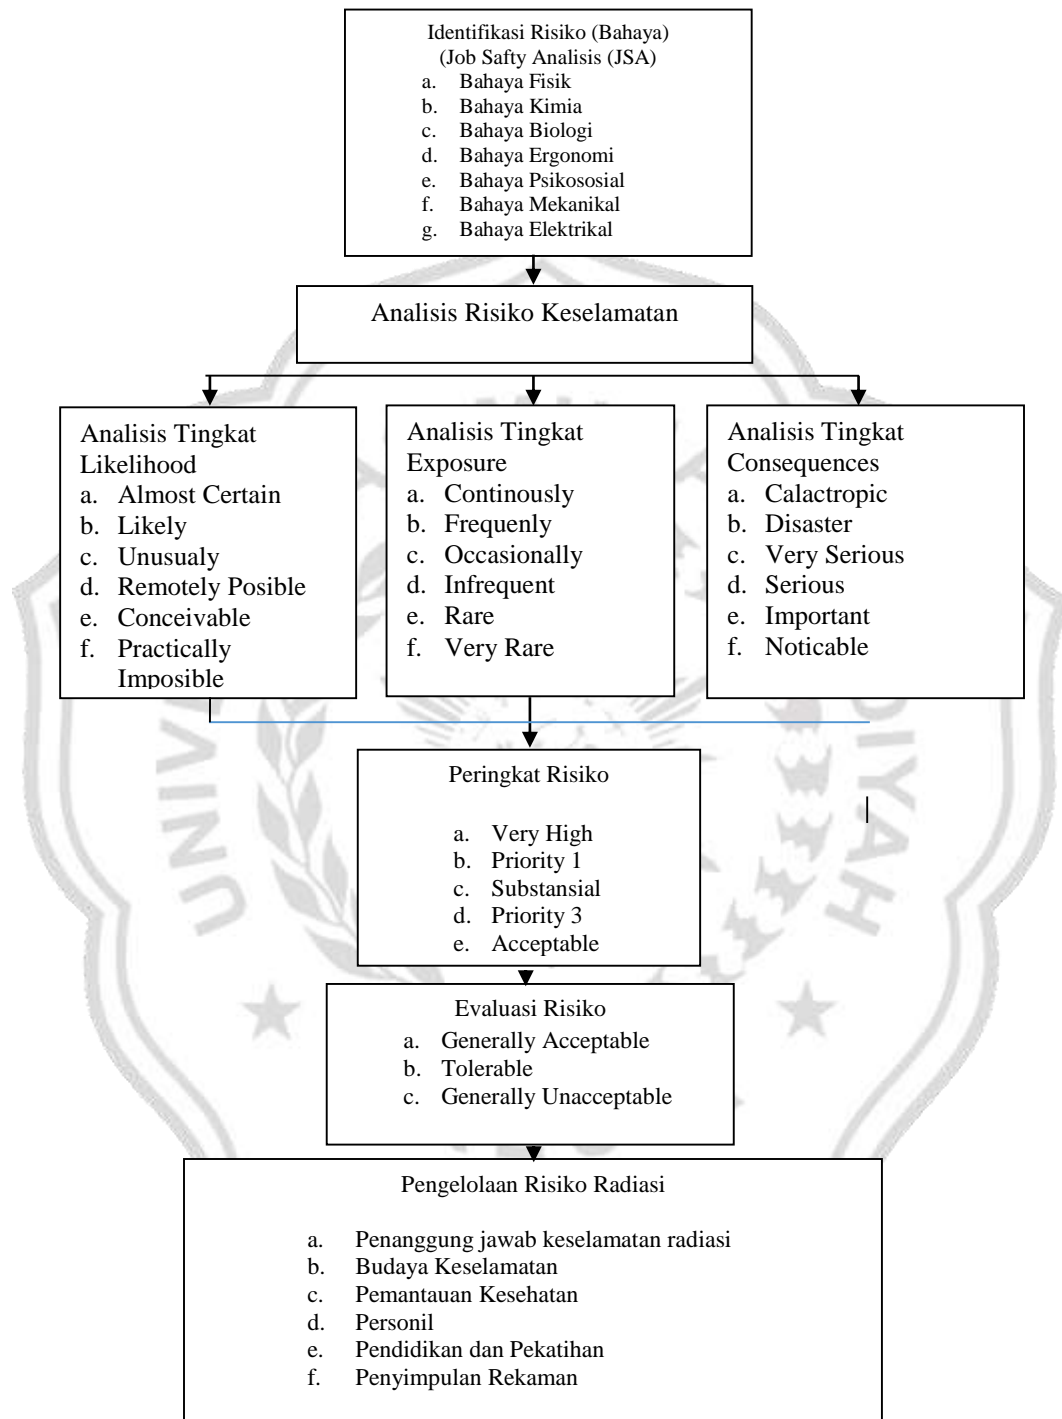 Identifikasi Risiko (Bahaya)
(Job Safty Analisis (JSA)
a. Bahaya Fisik
b. Bahaya Kimia
c. Bahaya Biologi
d. Bahaya Ergonomi
e. Bahaya Psikososial
f. Bahaya Mekanikal
g. Bahaya Elektrikal
Analisis Risiko Keselamatan
Analisis Tingkat
Likelihood
a. Almost Certain
b. Likely
c. Unusualy
d. Remotely Posible
e. Conceivable
f. Practically
Imposible
Analisis Tingkat
Exposure
a. Continously
b. Frequenly
c. Occasionally
d. Infrequent
e. Rare
f. Very Rare
Analisis Tingkat
Consequences
a. Calactropic
b. Disaster
c. Very Serious
d. Serious
e. Important
f. Noticable
Peringkat Risiko
a. Very High
b. Priority 1
c. Substansial
d. Priority 3
e. Acceptable
Evaluasi Risiko
a. Generally Acceptable
b. Tolerable
c. Generally Unacceptable
Pengelolaan Risiko Radiasi
a. Penanggung jawab keselamatan radiasi
b. Budaya Keselamatan
c. Pemantauan Kesehatan
d. Personil
e. Pendidikan dan Pekatihan
f. Penyimpulan Rekaman